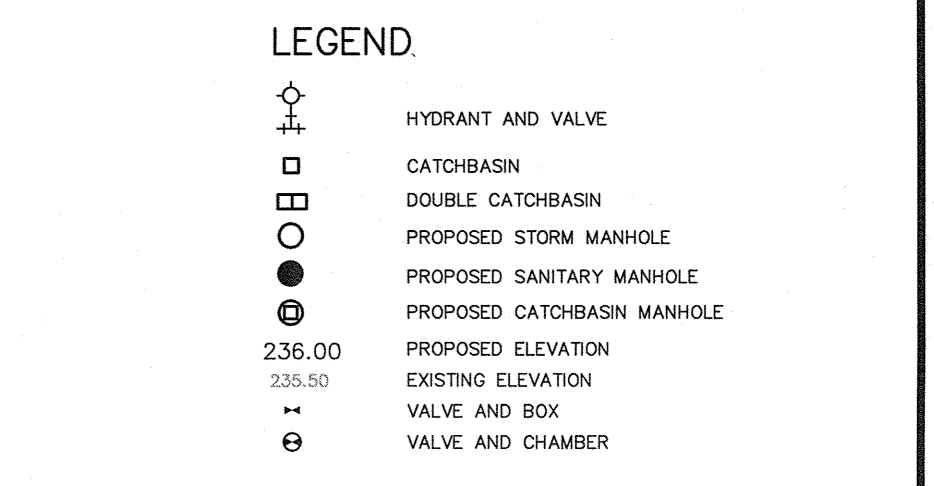 LEGEND
HYDRANT AND VALVE
CATCHBASIN
DOUBLE CATCHBASIN
PROPOSED STORM MANHOLE
PROPOSED SANITARY MANHOLE
PROPOSED CATCHBASIN MANHOLE
236.00 PROPOSED ELEVATION
235.50 EXISTING ELEVATION
VALVE AND BOX
VALVE AND CHAMBER